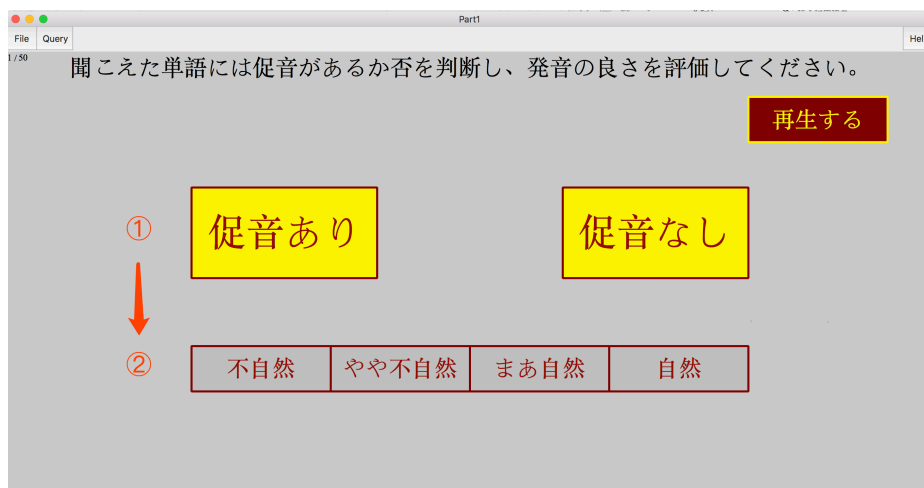 Part1
File Query Hel
1 / 50
聞こえた単語には促音があるか否を判断し、発音の良さを評価してください。
再生する
① 促音あり 促音なし
② 不自然 やや不自然 まあ自然 自然